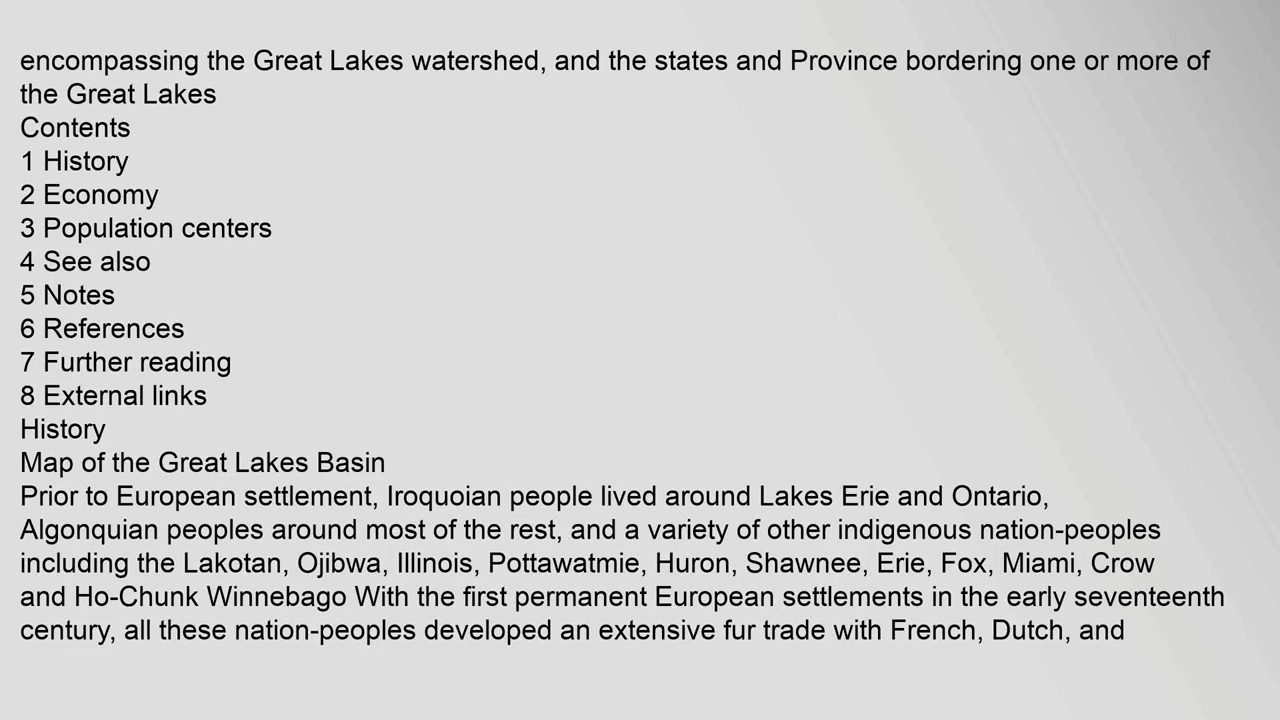 encompassing the Great Lakes watershed, and the states and Province bordering one or more of
the Great Lakes
Contents
1 History
2 Economy
3 Population centers
4 See also
5 Notes
6 References
7 Further reading
8 External links
History
Map of the Great Lakes Basin
Prior to European settlement, Iroquoian people lived around Lakes Erie and Ontario,
Algonquian peoples around most of the rest, and a variety of other indigenous nation-peoples
including the Lakotan, Ojibwa, Illinois, Pottawatmie, Huron, Shawnee, Erie, Fox, Miami, Crow
and Ho-Chunk Winnebago With the first permanent European settlements in the early seventeenth
century, all these nation-peoples developed an extensive fur trade with French, Dutch, and